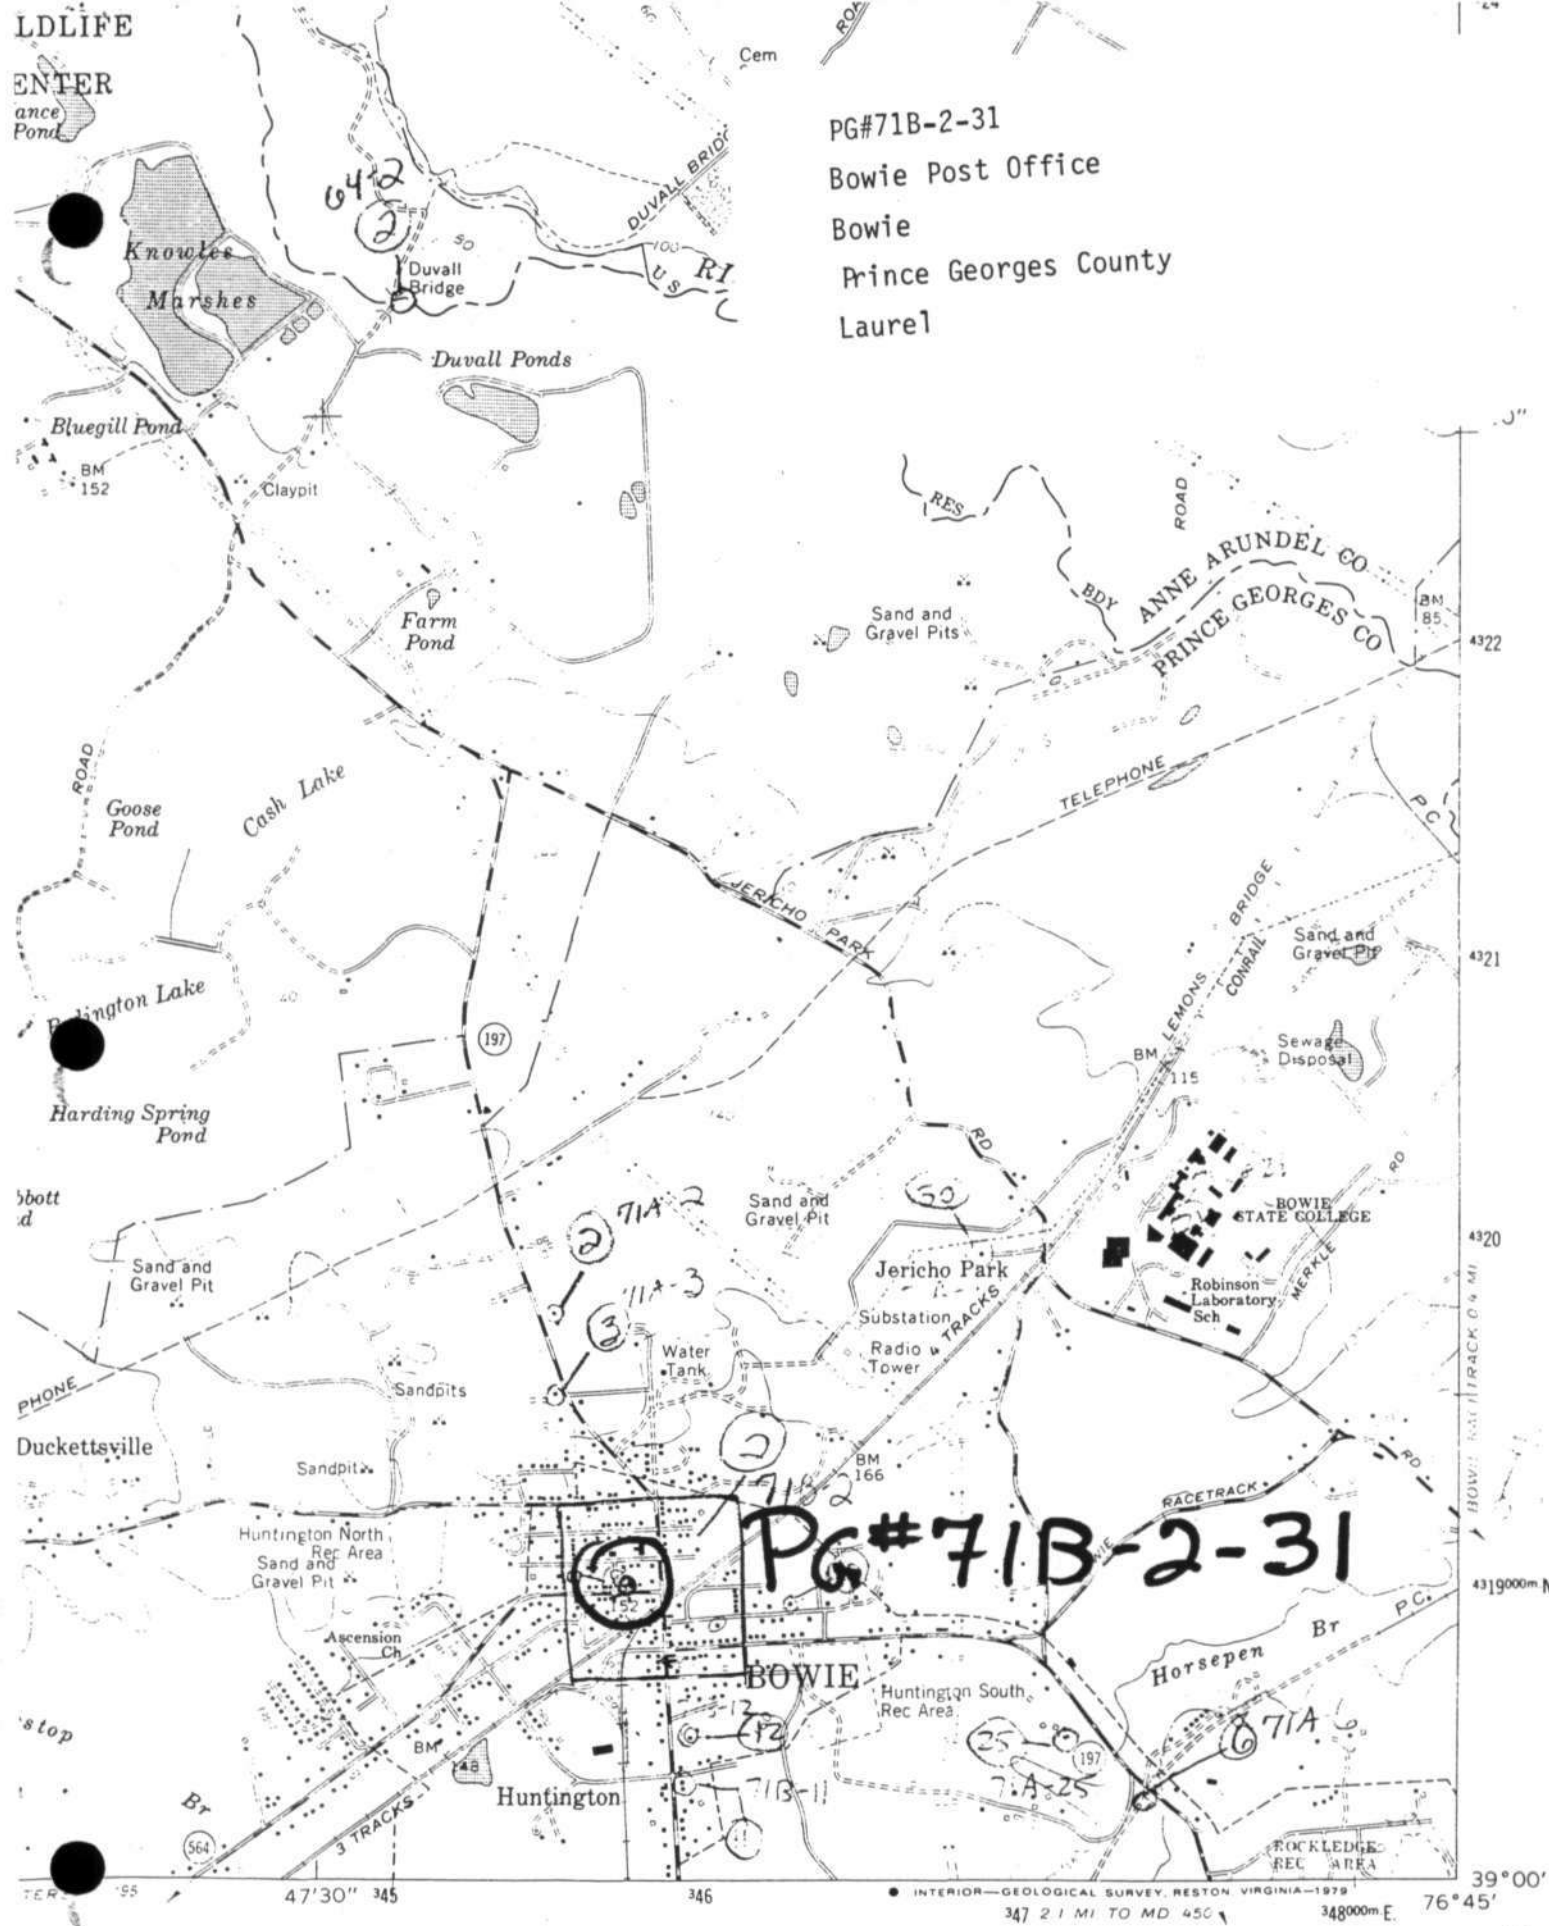 LDLIFE
ENTER
ance
Pond
Cem
PG#71B-2-31
Bowie Post Office
Bowie
Prince Georges County
Laurel
64-2
2
DUVALL
50
100
US
RI
Knowles
Marshes
Duvall
Bridge
Duvall Ponds
Bluegill Pond
BM
152
Claypit
RES
ROAD
BDY
ANNE ARUNDEL CO
PRINCE GEORGES CO
BM
85
Sand and
Gravel Pits
Farm
Pond
4322
ROAD
Goose
Pond
Cash Lake
TELEPHONE
P C
JERICHO
PARK
BRIDGE
LEMONS
CONRAIL
Sand and
Gravel Pit
4321
Lake
40
197
BM
115
Sewage
Disposal
Harding Spring
Pond
RD
RD
bbott
d
2
71A-2
Sand and
Gravel Pit
50
BOWIE
STATE COLLEGE
4320
Sand and
Gravel Pit
Jericho Park
MERKLE
3
71A-3
Robinson
Laboratory
Sch
Substation
TRACKS
Radio
Tower
Water
Tank
PHONE
Sandpits
Duckettsville
2
71B-2
BM
166
Sandpit
RD
RACETRACK
Huntington North
Rec Area
Sand and
Gravel Pit
PG#71B-2-31
152
4319000m N
Ascension
Ch
Horsepen
Br
P.C.
BOWIE
Huntington South
Rec Area
stop
BM
148
12
25
197
71A-25
6
71A
71B-11
11
Huntington
Br
564
3 TRACKS
ROCKLEDGE
REC AREA
39°00'
47'30"
345
346
INTERIOR—GEOLOGICAL SURVEY, RESTON, VIRGINIA—1979
76°45'
347
2.1 MI. TO MD 450
348000m E.